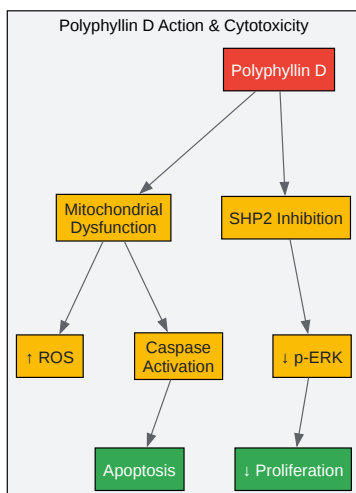 Polyphyllin D Action & Cytotoxicity
Polyphyllin D
Mitochondrial
Dysfunction
SHP2 Inhibition
↑ ROS
Caspase
Activation
↓ p-ERK
Apoptosis
↓ Proliferation